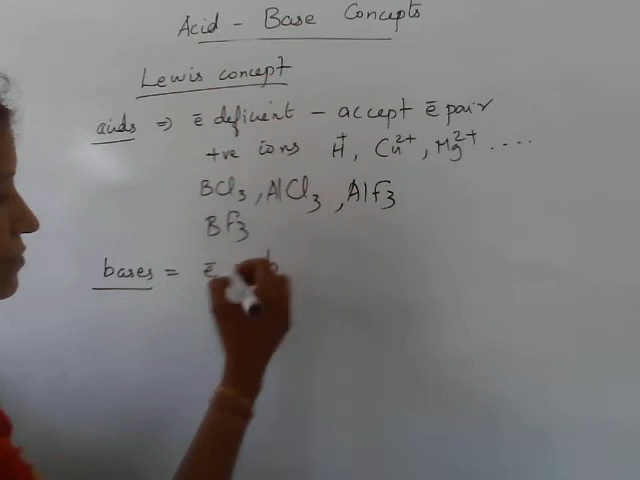 Acid - Base Concepts
Lewis concept
acids ⇒ ē deficient - accept ē pair
+ve ions H⁺, Cu²⁺, Mg²⁺ ....
BCl₃, AlCl₃, AlF₃
BF₃
bases = ē